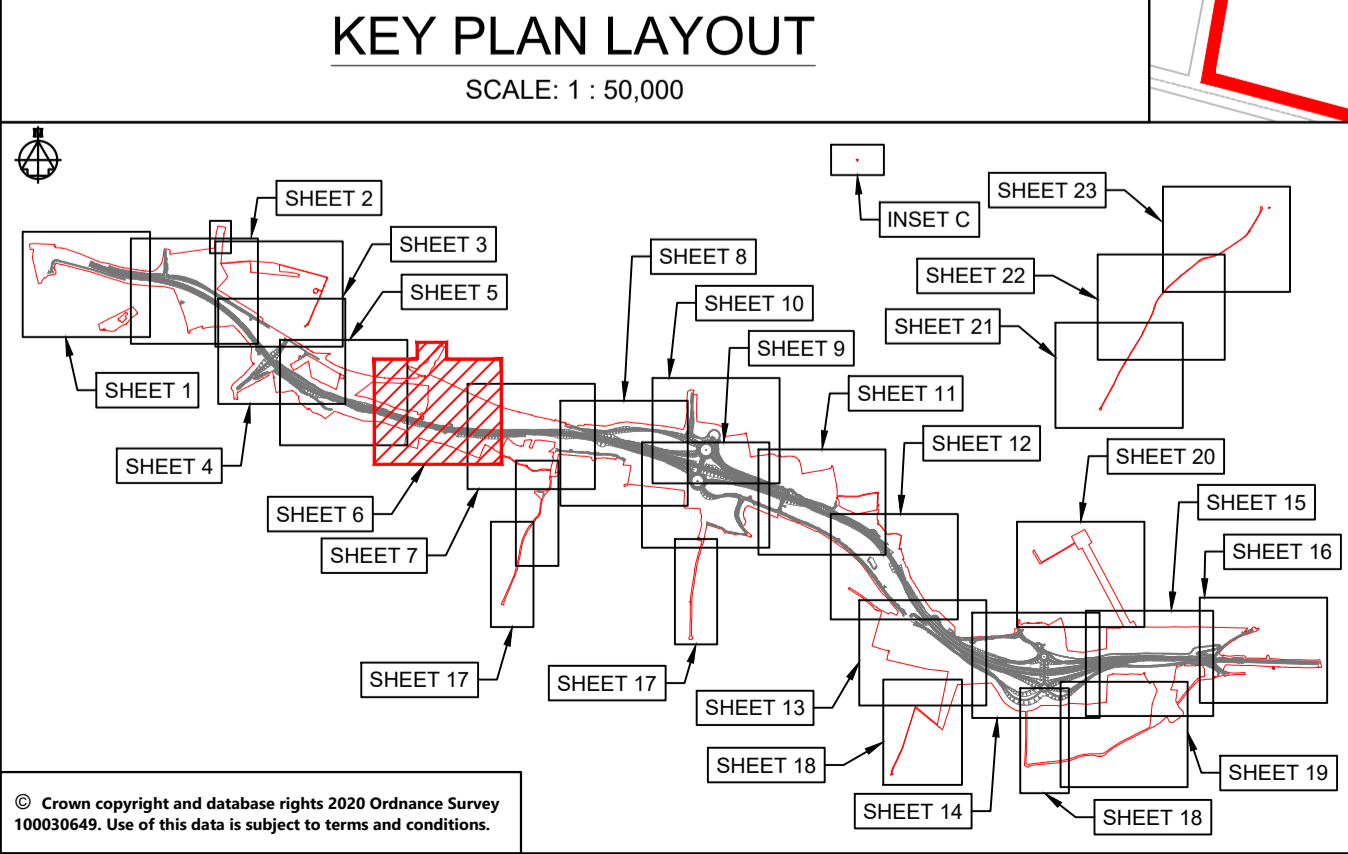 KEY PLAN LAYOUT
SCALE: 1 : 50,000
N
SHEET 2
SHEET 23
INSET C
SHEET 3
SHEET 8
SHEET 22
SHEET 5
SHEET 10
SHEET 21
SHEET 9
SHEET 1
SHEET 11
SHEET 12
SHEET 4
SHEET 20
SHEET 15
SHEET 6
SHEET 7
SHEET 16
SHEET 17
SHEET 17
SHEET 13
SHEET 18
SHEET 19
SHEET 14
SHEET 18
© Crown copyright and database rights 2020 Ordnance Survey
100030649. Use of this data is subject to terms and conditions.